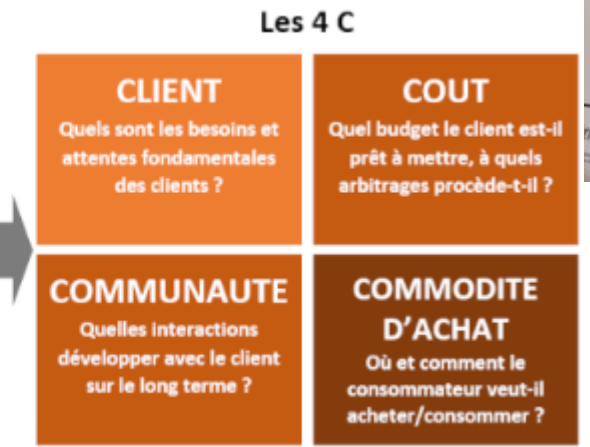 Les 4 C
CLIENT
Quels sont les besoins et
attentes fondamentales
des clients ?
COUT
Quel budget le client est-il
prêt à mettre, à quels
arbitrages procède-t-il ?
COMMUNAUTE
Quelles interactions
développer avec le client
sur le long terme ?
COMMODITE
D'ACHAT
Où et comment le
consommateur veut-il
acheter/consommer ?